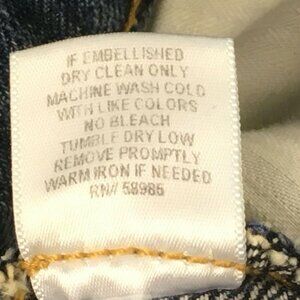 IF EMBELLISHED
DRY CLEAN ONLY
MACHINE WASH COLD
WITH LIKE COLORS
NO BLEACH
TUMBLE DRY LOW
REMOVE PROMPTLY
WARM IRON IF NEEDED
RN// 58985